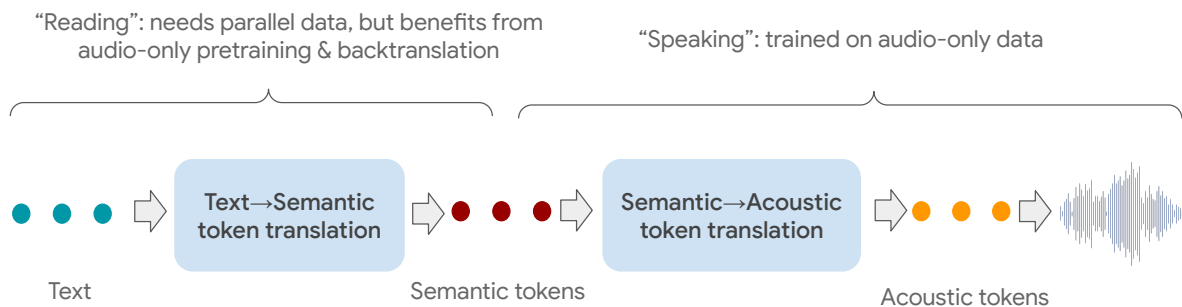 “Reading”: needs parallel data, but benefits from
audio-only pretraining & backtranslation
“Speaking”: trained on audio-only data
Text→Semantic
token translation
Semantic→Acoustic
token translation
Text
Semantic tokens
Acoustic tokens